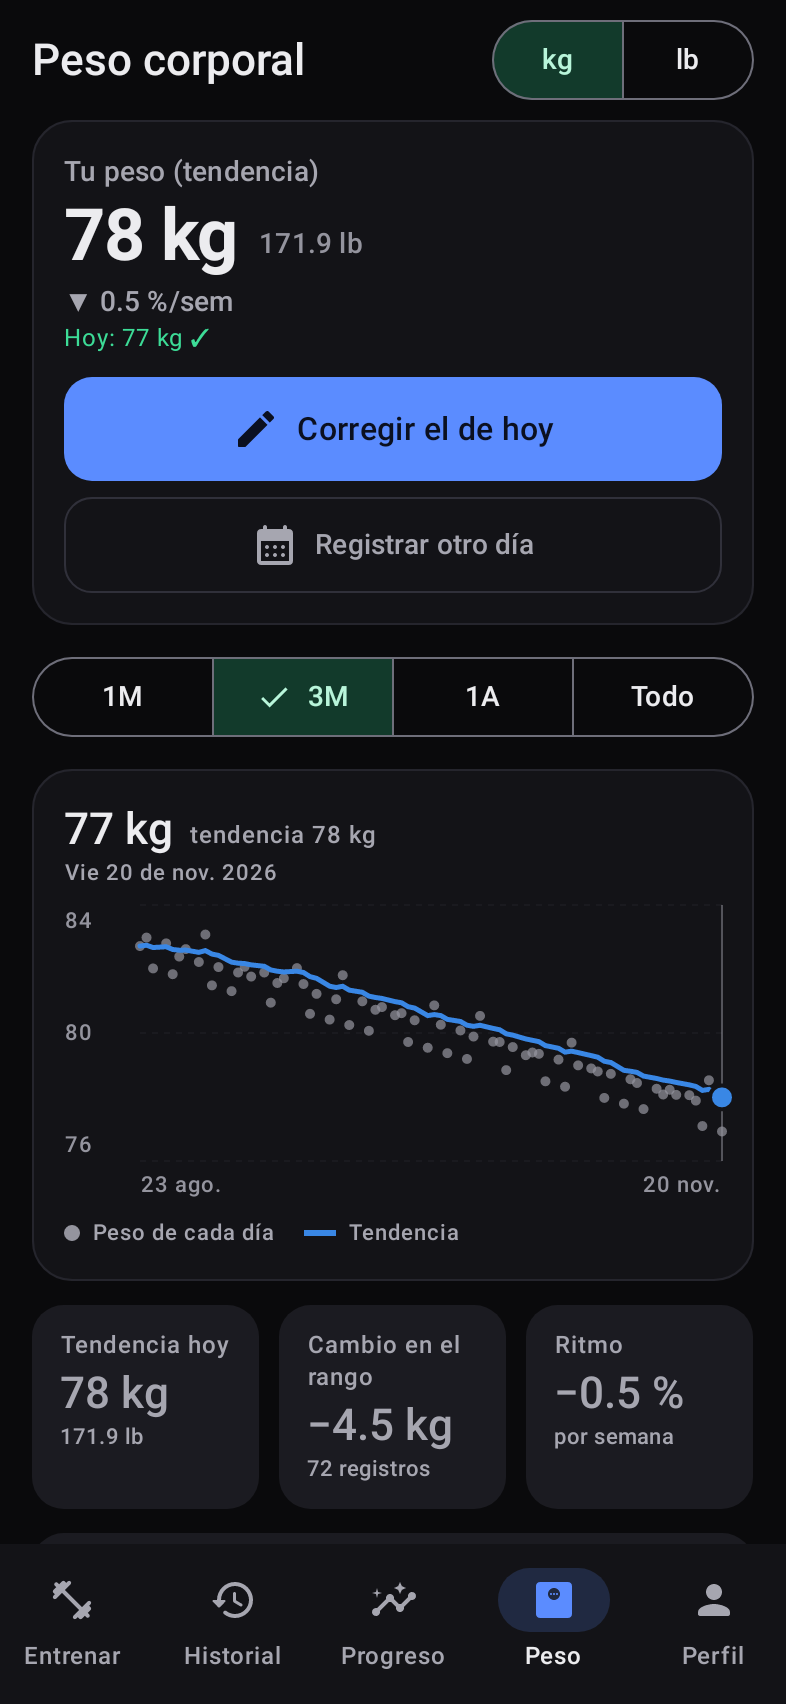 Peso corporal
kg
lb
Tu peso (tendencia)
78 kg 171.9 lb
▼ 0.5 %/sem
Hoy: 77 kg ✓
Corregir el de hoy
Registrar otro día
1M
3M
1A
Todo
77 kg tendencia 78 kg
Vie 20 de nov. 2026
84
80
76
23 ago.
20 nov.
Peso de cada día
Tendencia
Tendencia hoy
78 kg
171.9 lb
Cambio en el
rango
−4.5 kg
72 registros
Ritmo
−0.5 %
por semana
Entrenar
Historial
Progreso
Peso
Perfil